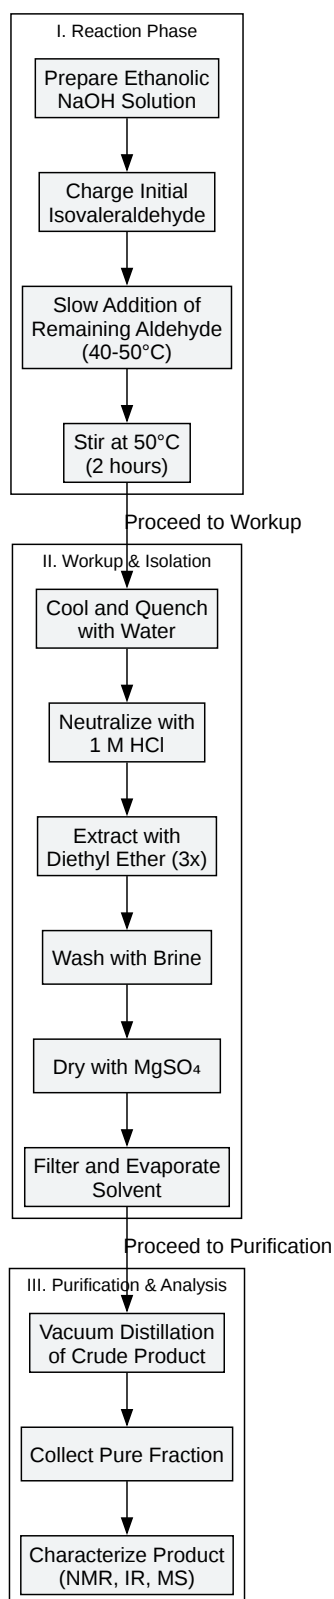 I. Reaction Phase
Prepare Ethanolic
NaOH Solution
Charge Initial
Isovaleraldehyde
Slow Addition of
Remaining Aldehyde
(40-50°C)
Stir at 50°C
(2 hours)
Proceed to Workup
II. Workup & Isolation
Cool and Quench
with Water
Neutralize with
1 M HCl
Extract with
Diethyl Ether (3x)
Wash with Brine
Dry with MgSO₄
Filter and Evaporate
Solvent
Proceed to Purification
III. Purification & Analysis
Vacuum Distillation
of Crude Product
Collect Pure Fraction
Characterize Product
(NMR, IR, MS)